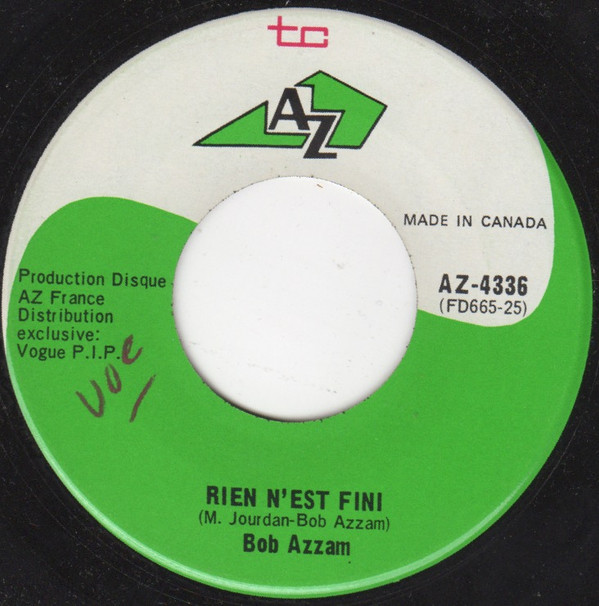 tc
AZ
MADE IN CANADA
AZ-4336
(FD665-25)
Production Disque
AZ France
Distribution
exclusive:
Vogue P.I.P.
RIEN N'EST FINI
(M. Jourdan-Bob Azzam)
Bob Azzam